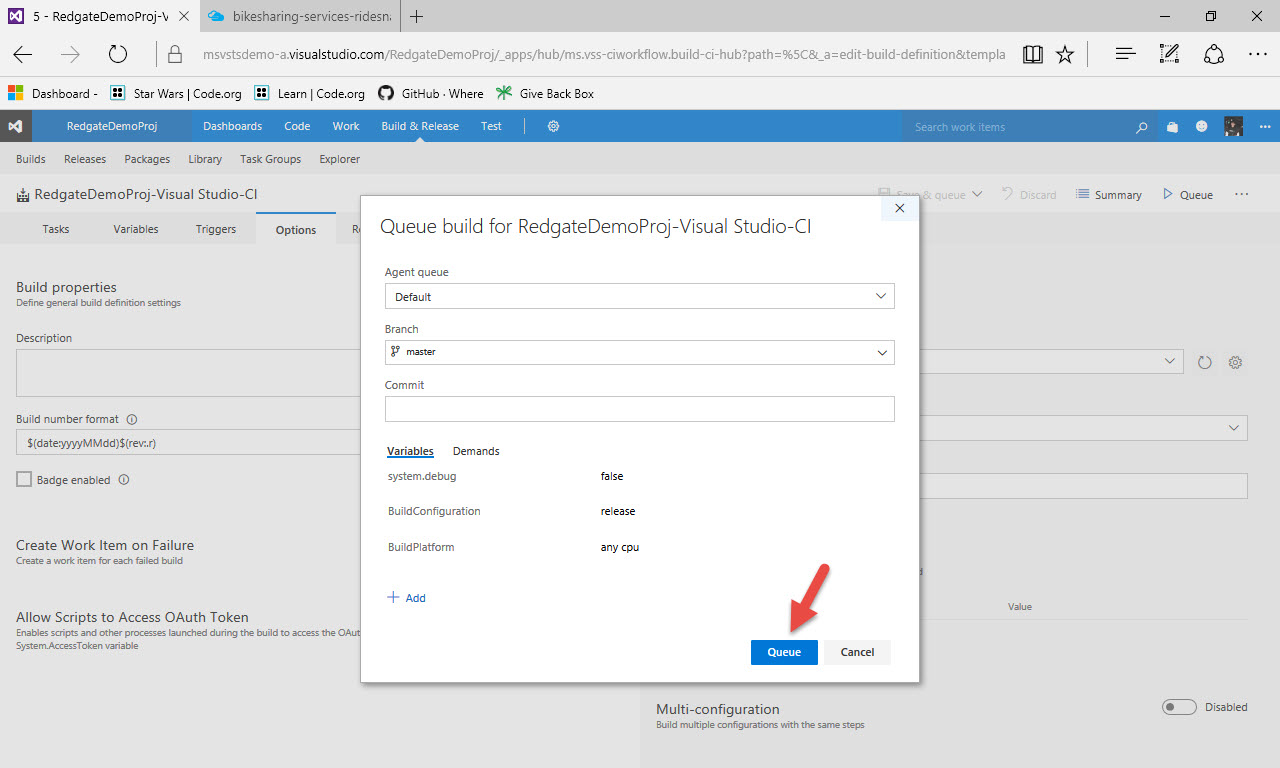 5 - RedgateDemoProj-V
bikesharing-services-ridesna
msvstsdemo-a.visualstudio.com/RedgateDemoProj/_apps/hub/ms.vss-ciworkflow.build-ci-hub?path=%5C&_a=edit-build-definition&templa
Dashboard - Star Wars | Code.org Learn | Code.org GitHub · Where Give Back Box
RedgateDemoProj Dashboards Code Work Build & Release Test Search work items
Builds Releases Packages Library Task Groups Explorer
RedgateDemoProj-Visual Studio-CI Save & queue Discard Summary Queue
Tasks Variables Triggers Options
Queue build for RedgateDemoProj-Visual Studio-CI
Agent queue
Default
Branch
master
Commit
Variables Demands
system.debug false
BuildConfiguration release
BuildPlatform any cpu
Add
Queue Cancel
Build properties
Define general build definition settings
Description
Build number format
$(date:yyyyMMdd)$(rev:.r)
Badge enabled
Create Work Item on Failure
Create a work item for each failed build
Allow Scripts to Access OAuth Token
Enables scripts and other processes launched during the build to access the OAut
System.AccessToken variable
Value
Multi-configuration Disabled
Build multiple configurations with the same steps